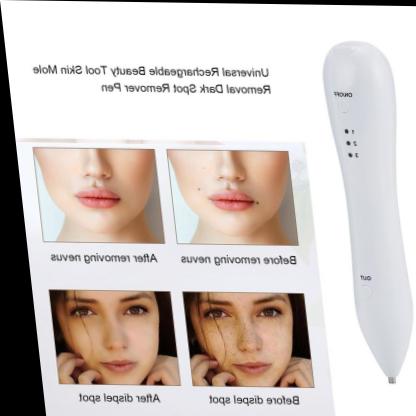 Universal Rechargeable Beauty Tool Skin Mole
Removal Dark Spot Remover Pen
ON/OFF
1
2
3
Before removing nevus
After removing nevus
OUT
Before dispel spot
After dispel spot